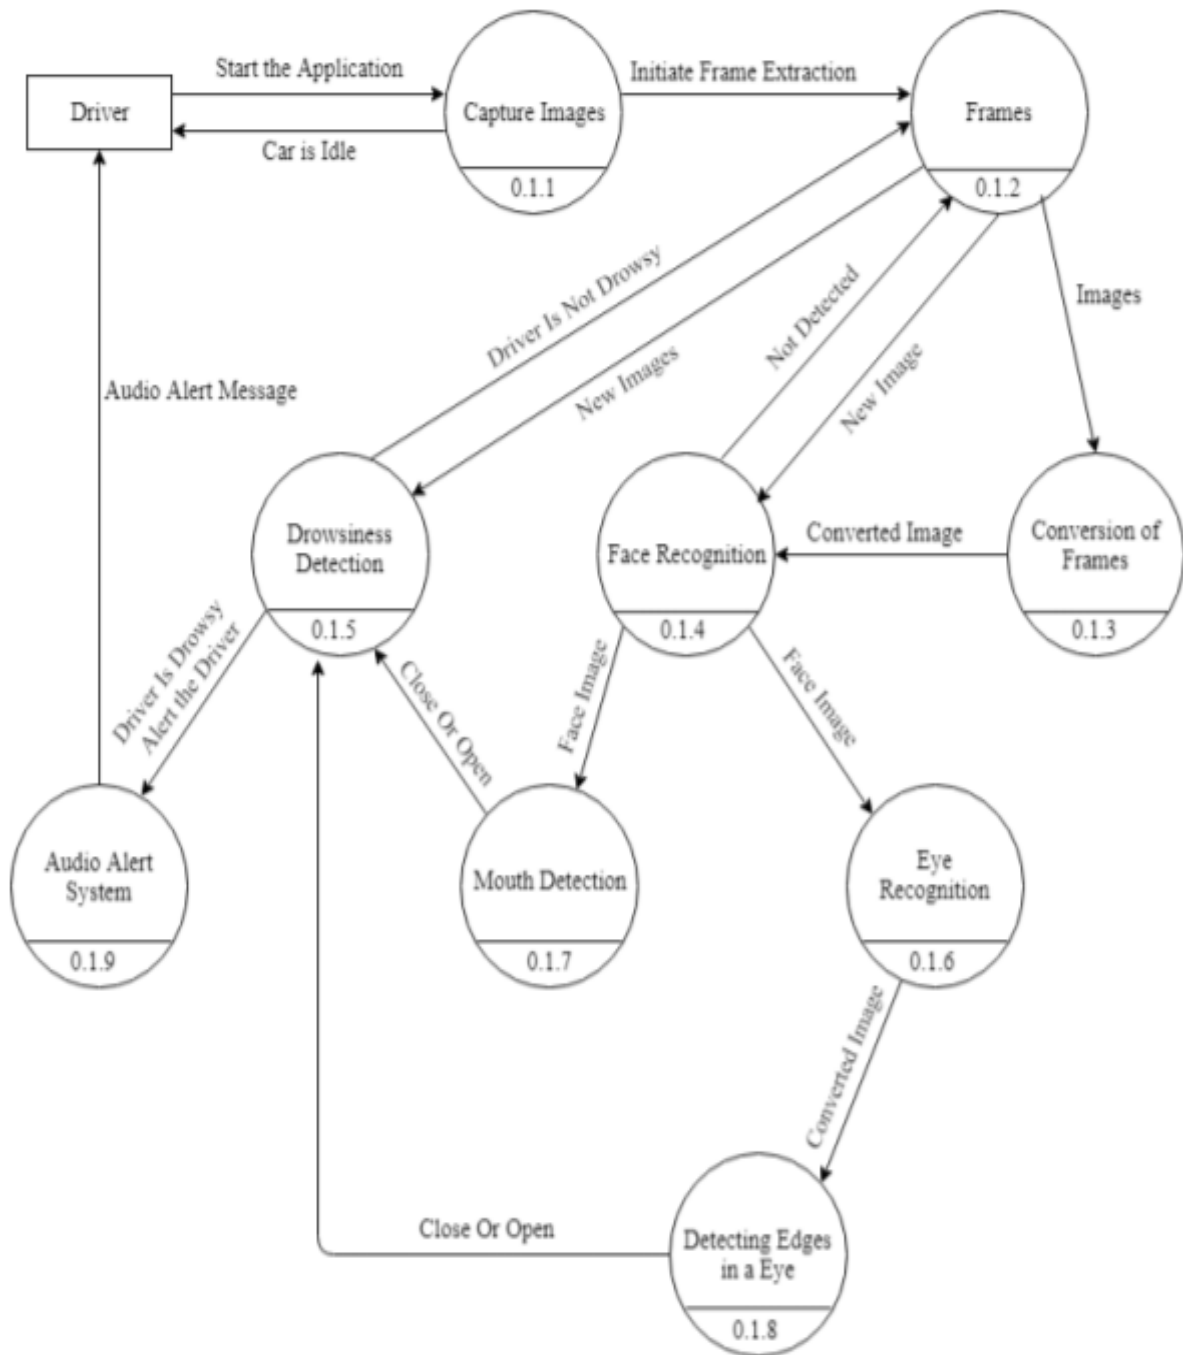 Start the Application
Initiate Frame Extraction
Driver
Capture Images
Frames
Car is Idle
0.1.1
0.1.2
Driver Is Not Drowsy
Not Detected
Images
New Images
New Image
Audio Alert Message
Drowsiness
Detection
0.1.5
Face Recognition
0.1.4
Converted Image
Conversion of
Frames
0.1.3
Driver Is Drowsy
Alert the Driver
Close Or Open
Face Image
Face Image
Audio Alert
System
0.1.9
Mouth Detection
0.1.7
Eye
Recognition
0.1.6
Converted Image
Close Or Open
Detecting Edges
in a Eye
0.1.8